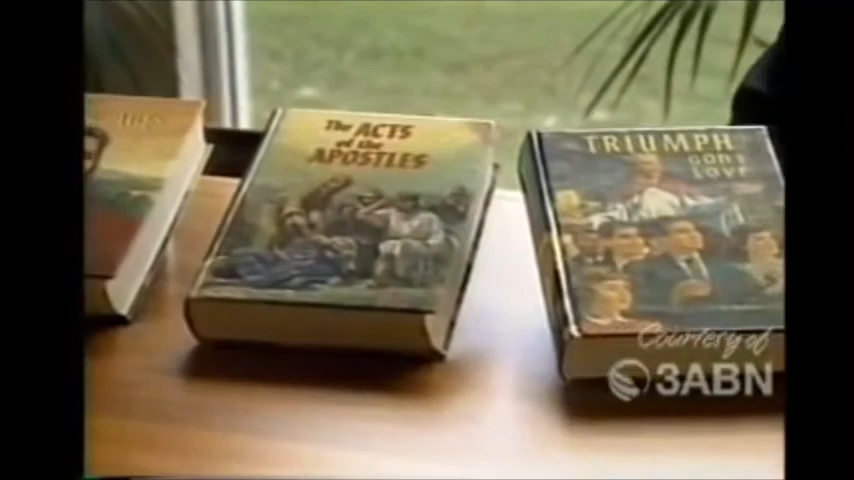 The ACTS
of the
APOSTLES
TRIUMPH
GOD'S
LOVE
Courtesy of
3ABN